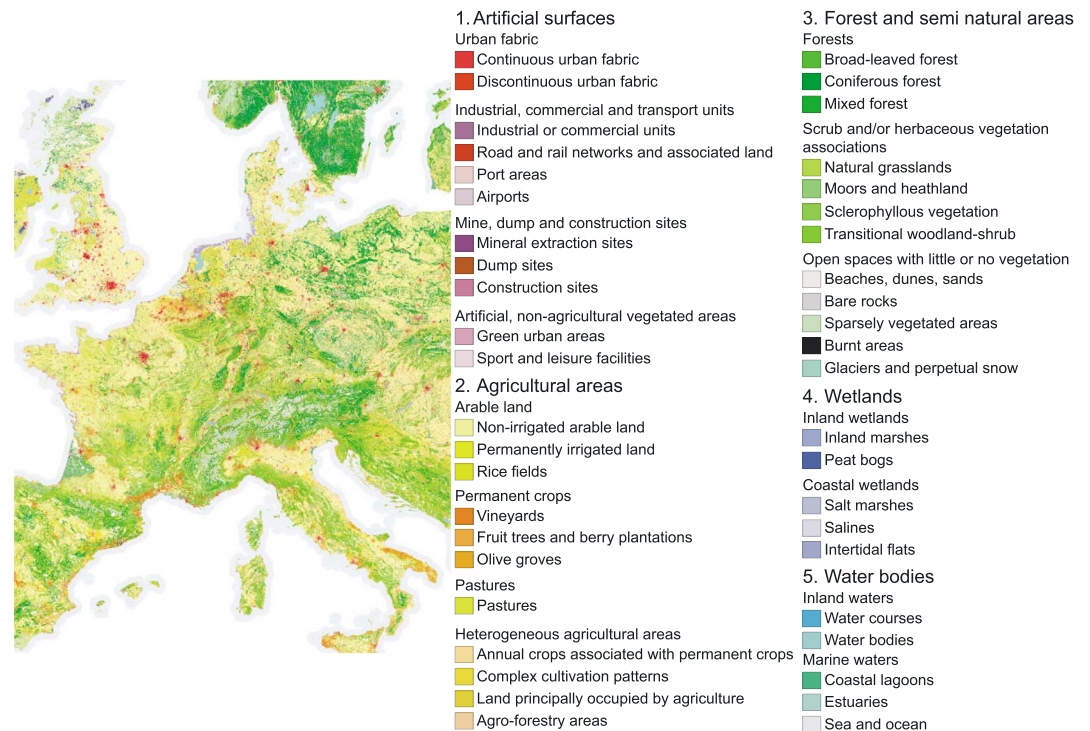 1. Artificial surfaces
Urban fabric
Continuous urban fabric
Discontinuous urban fabric
Industrial, commercial and transport units
Industrial or commercial units
Road and rail networks and associated land
Port areas
Airports
Mine, dump and construction sites
Mineral extraction sites
Dump sites
Construction sites
Artificial, non-agricultural vegetated areas
Green urban areas
Sport and leisure facilities
2. Agricultural areas
Arable land
Non-irrigated arable land
Permanently irrigated land
Rice fields
Permanent crops
Vineyards
Fruit trees and berry plantations
Olive groves
Pastures
Pastures
Heterogeneous agricultural areas
Annual crops associated with permanent crops
Complex cultivation patterns
Land principally occupied by agriculture
Agro-forestry areas
3. Forest and semi natural areas
Forests
Broad-leaved forest
Coniferous forest
Mixed forest
Scrub and/or herbaceous vegetation
associations
Natural grasslands
Moors and heathland
Sclerophyllous vegetation
Transitional woodland-shrub
Open spaces with little or no vegetation
Beaches, dunes, sands
Bare rocks
Sparsely vegetated areas
Burnt areas
Glaciers and perpetual snow
4. Wetlands
Inland wetlands
Inland marshes
Peat bogs
Coastal wetlands
Salt marshes
Salines
Intertidal flats
5. Water bodies
Inland waters
Water courses
Water bodies
Marine waters
Coastal lagoons
Estuaries
Sea and ocean